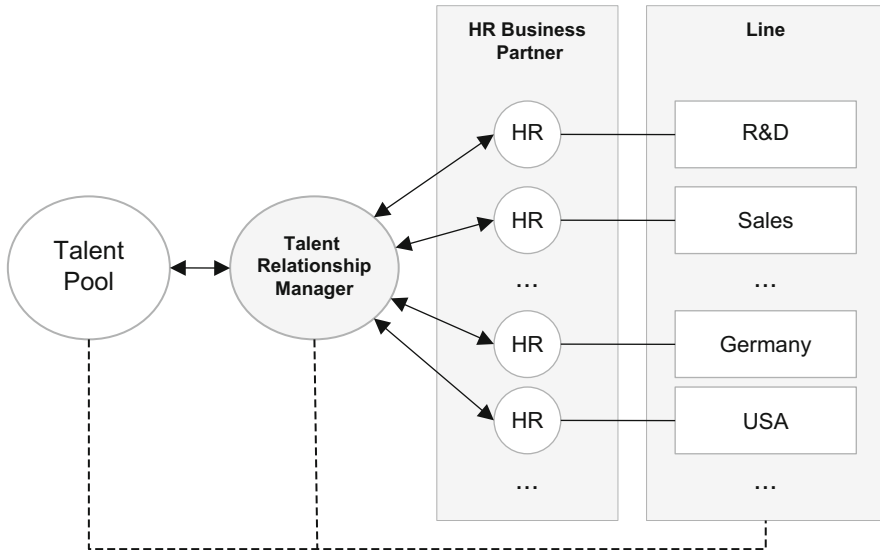 HR Business
Partner
Line
HR
R&D
HR
Sales
...
...
Talent
Pool
Talent
Relationship
Manager
HR
Germany
HR
USA
...
...